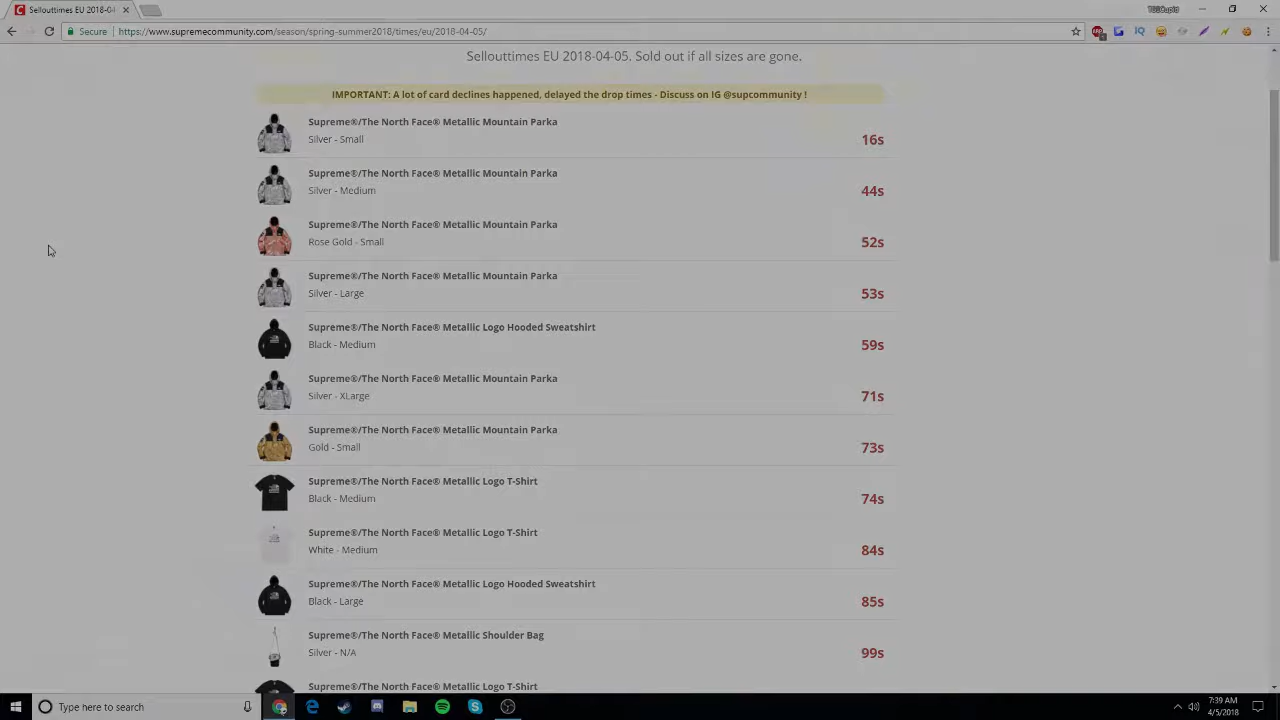 Sellouttimes EU 2018-04
Secure | https://www.supremecommunity.com/season/spring-summer2018/times/eu/2018-04-05/
Sellouttimes EU 2018-04-05. Sold out if all sizes are gone.
IMPORTANT: A lot of card declines happened, delayed the drop times - Discuss on IG @supcommunity !
Supreme®/The North Face® Metallic Mountain Parka
Silver - Small
16s
Supreme®/The North Face® Metallic Mountain Parka
Silver - Medium
44s
Supreme®/The North Face® Metallic Mountain Parka
Rose Gold - Small
52s
Supreme®/The North Face® Metallic Mountain Parka
Silver - Large
53s
Supreme®/The North Face® Metallic Logo Hooded Sweatshirt
Black - Medium
59s
Supreme®/The North Face® Metallic Mountain Parka
Silver - XLarge
71s
Supreme®/The North Face® Metallic Mountain Parka
Gold - Small
73s
Supreme®/The North Face® Metallic Logo T-Shirt
Black - Medium
74s
Supreme®/The North Face® Metallic Logo T-Shirt
White - Medium
84s
Supreme®/The North Face® Metallic Logo Hooded Sweatshirt
Black - Large
85s
Supreme®/The North Face® Metallic Shoulder Bag
Silver - N/A
99s
Supreme®/The North Face® Metallic Logo T-Shirt
Type here to search
7:39 AM
4/5/2018